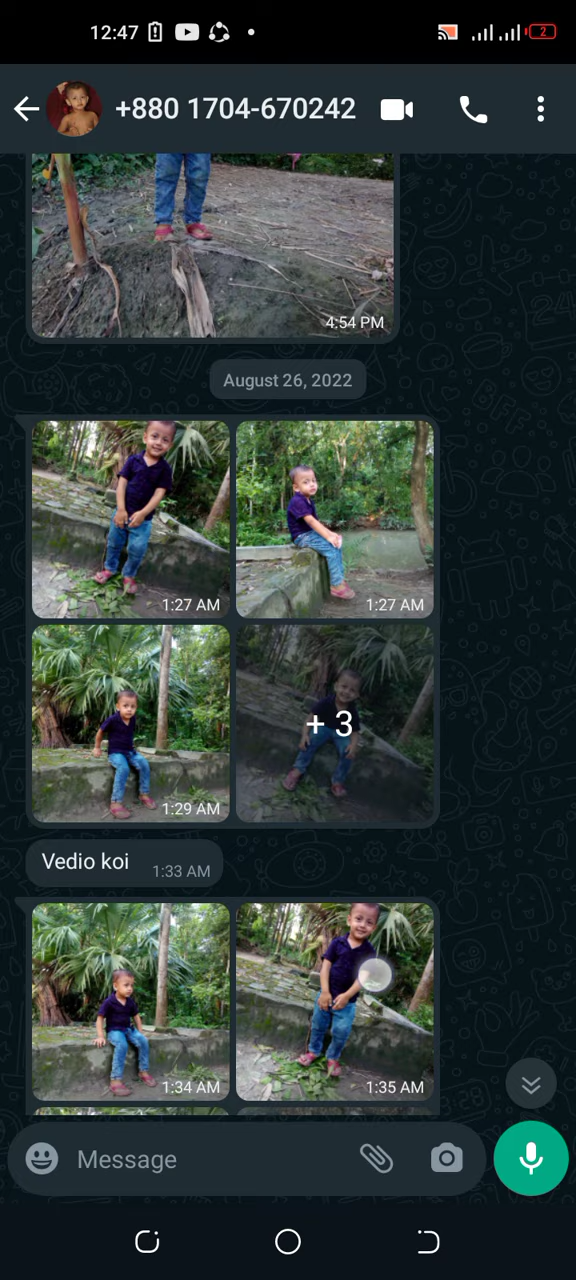 12:47
2
+880 1704-670242
4:54 PM
August 26, 2022
1:27 AM
1:27 AM
1:29 AM
+ 3
Vedio koi
1:33 AM
1:34 AM
1:35 AM
Message